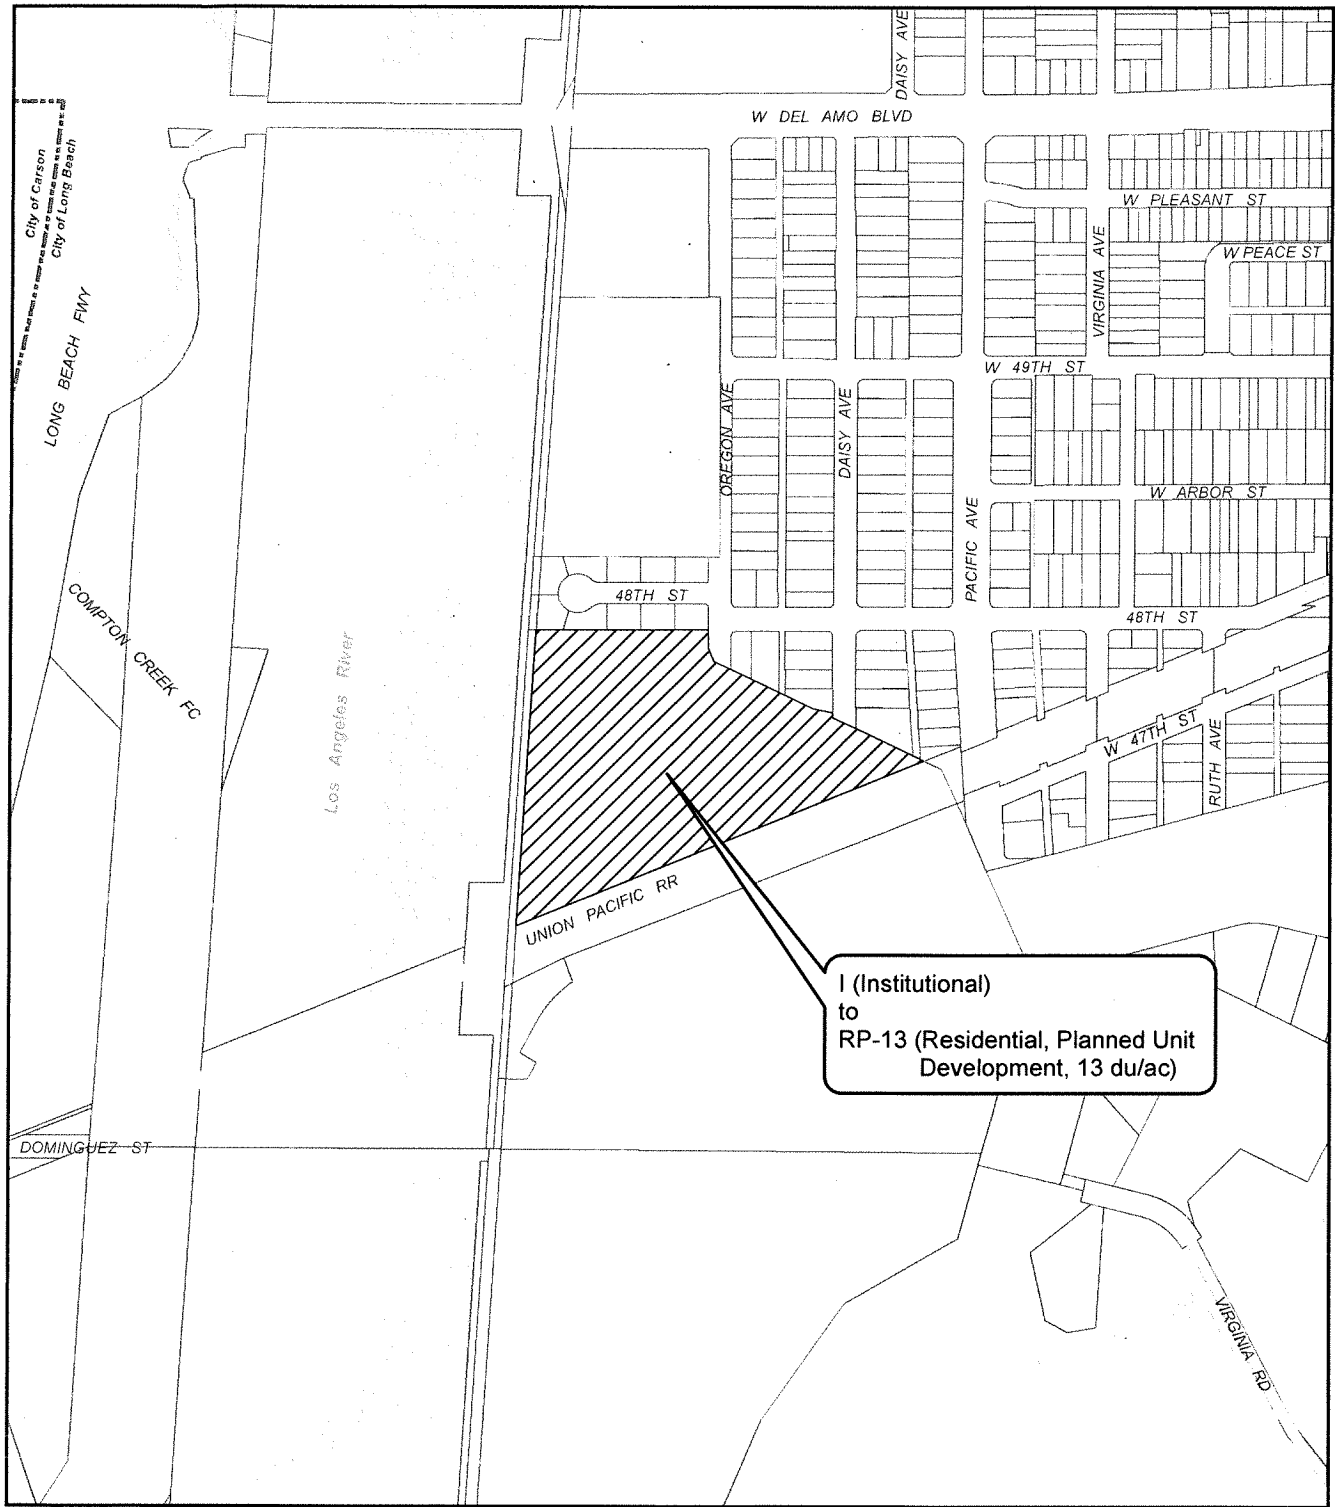 DAISY AVE
W DEL AMO BLVD
City of Carson
City of Long Beach
W PLEASANT ST
W PEACE ST
VIRGINIA AVE
LONG BEACH FWY
W 49TH ST
OREGON AVE
DAISY AVE
W ARBOR ST
PACIFIC AVE
48TH ST
48TH ST
COMPTON CREEK FC
Los Angeles River
W 47TH ST
RUTH AVE
UNION PACIFIC RR
I (Institutional)
to
RP-13 (Residential, Planned Unit
Development, 13 du/ac)
DOMINGUEZ ST
VIRGINIA RD